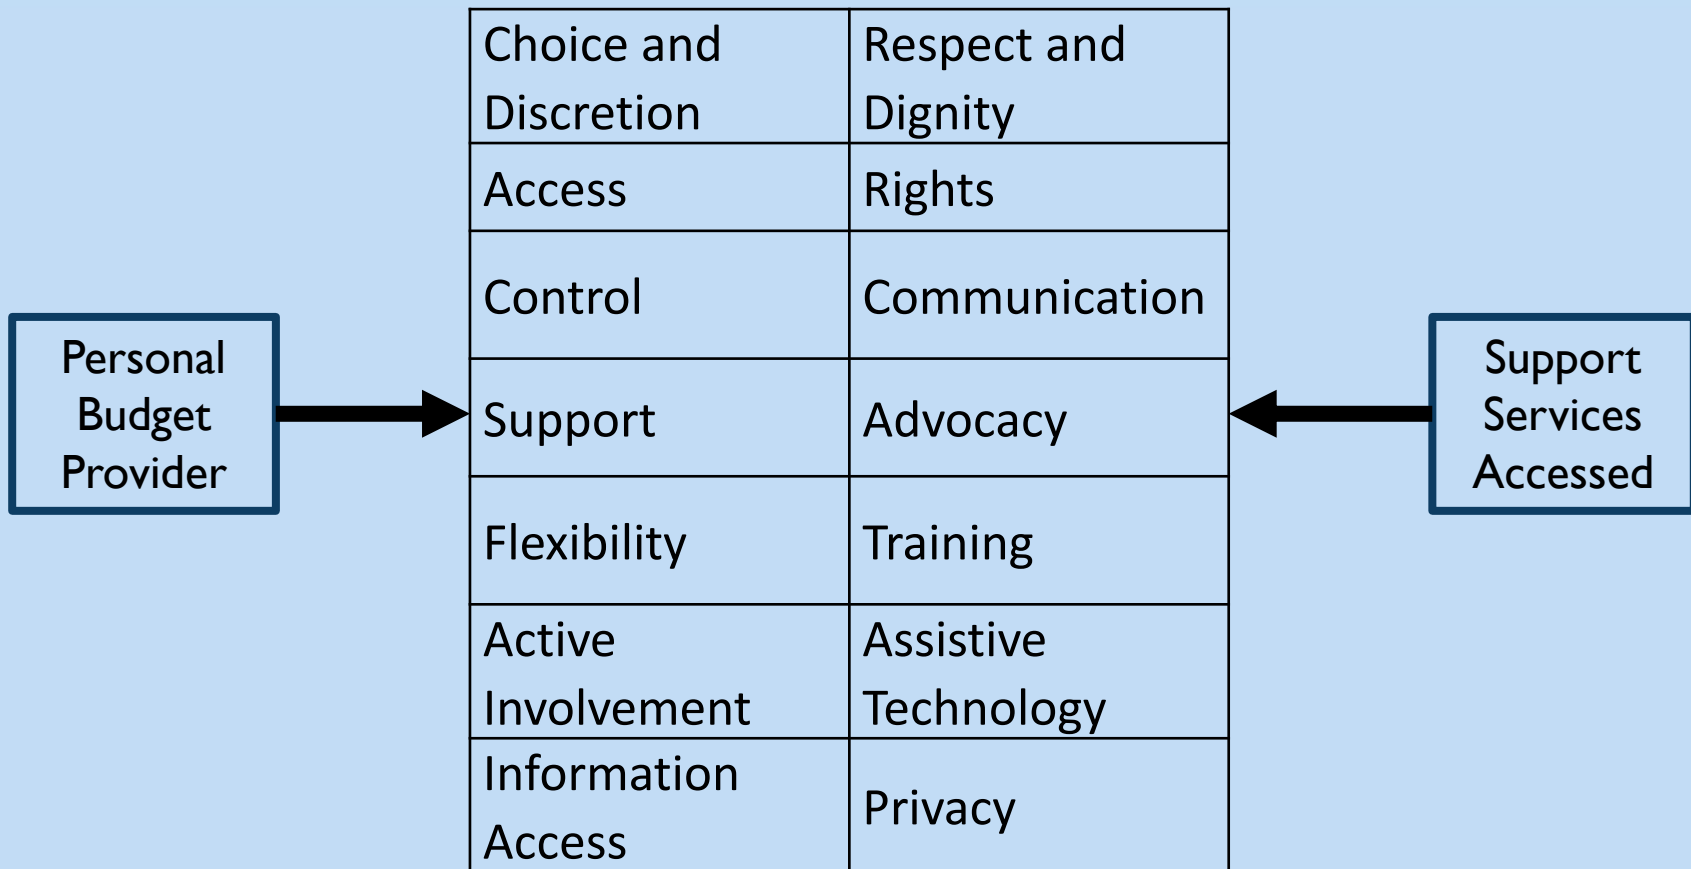 Personal
Budget
Provider
Choice and
Discretion
Respect and
Dignity
Access
Rights
Control
Communication
Support
Advocacy
Flexibility
Training
Active
Involvement
Assistive
Technology
Information
Access
Privacy
Support
Services
Accessed